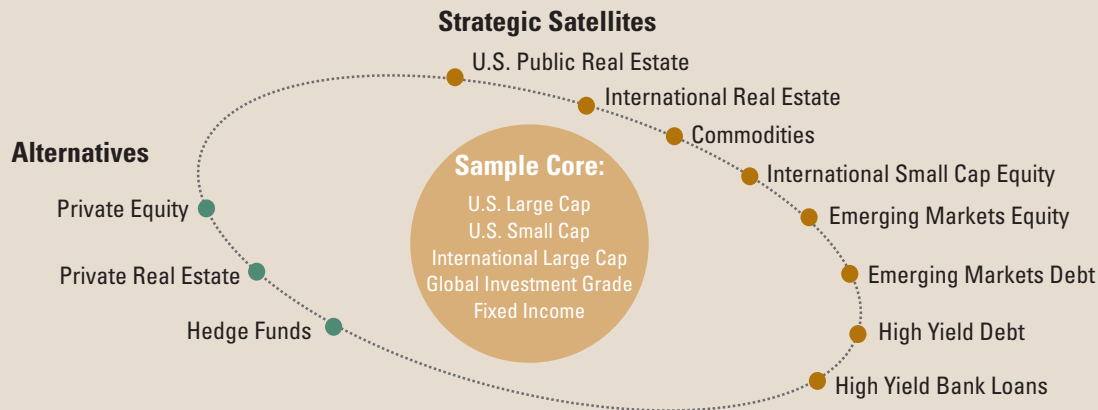 Strategic Satellites
U.S. Public Real Estate
International Real Estate
Commodities
International Small Cap Equity
Emerging Markets Equity
Emerging Markets Debt
High Yield Debt
High Yield Bank Loans
Alternatives
Private Equity
Private Real Estate
Hedge Funds
Sample Core:
U.S. Large Cap
U.S. Small Cap
International Large Cap
Global Investment Grade
Fixed Income